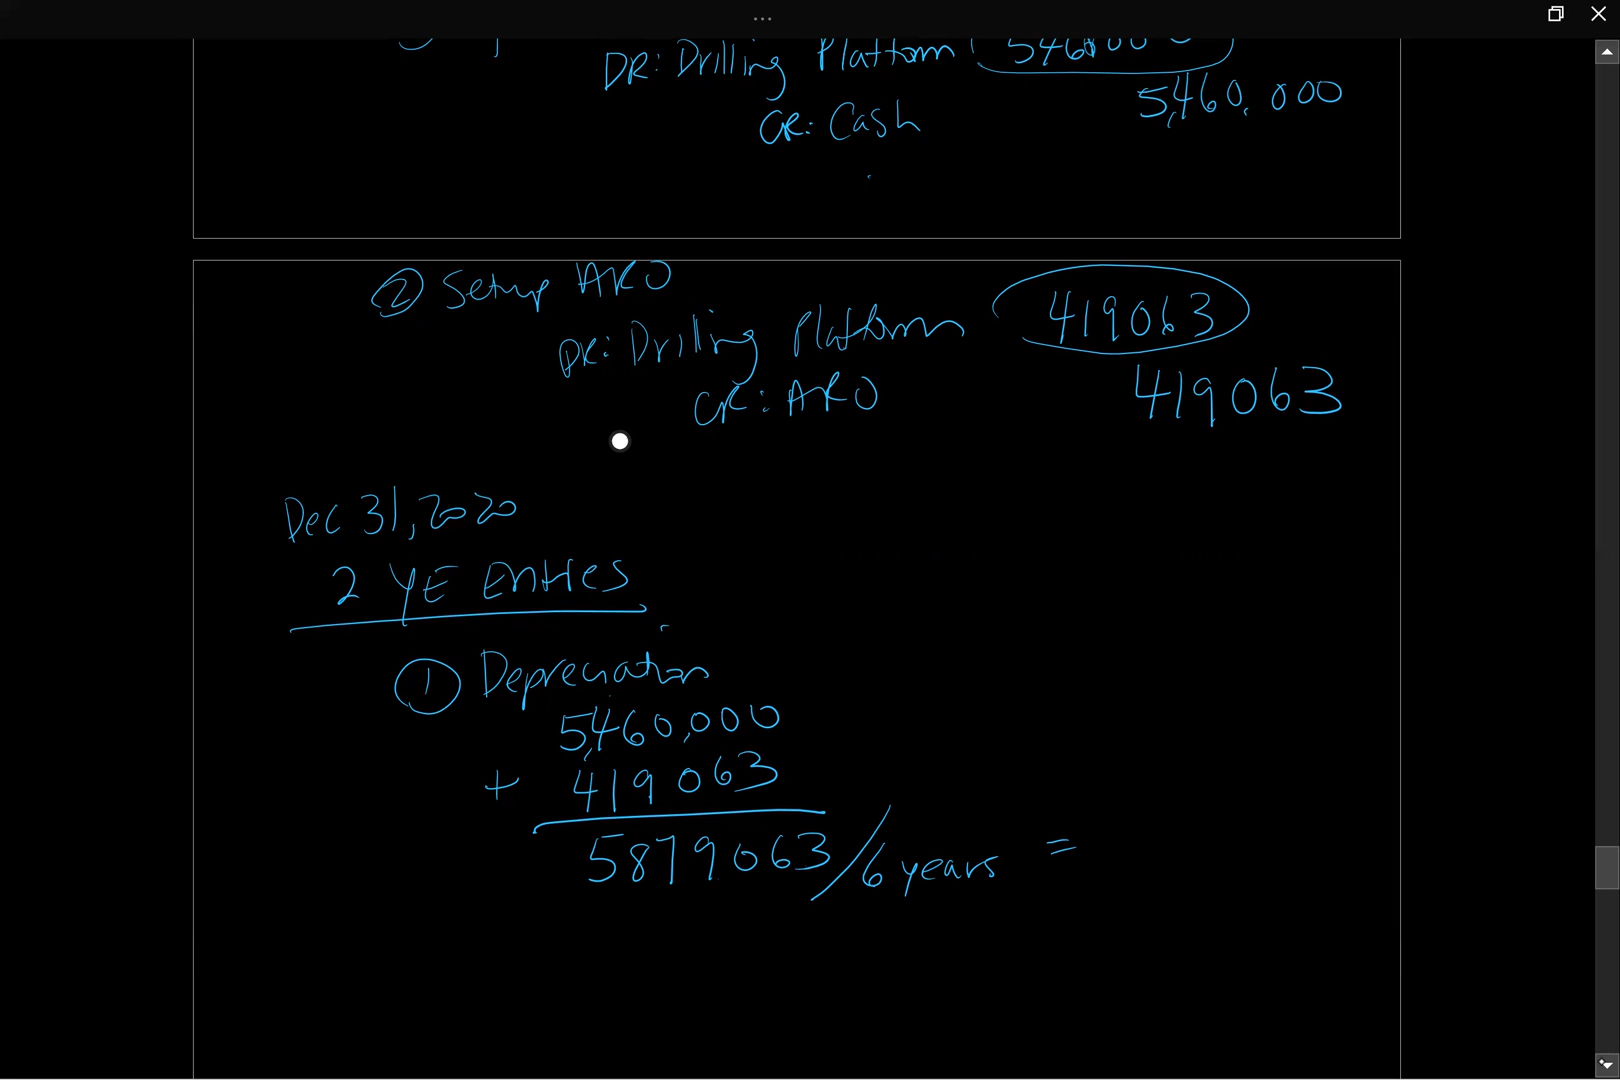 DR: Drilling Platform 5460000
5,460,000
CR: Cash
② Setup ARO
DR: Drilling Platform 419063
CR: ARO 419063
Dec 31, 2020
2 YE Entries
① Depreciation
5,460,000
+ 419063
5879063 / 6 years =